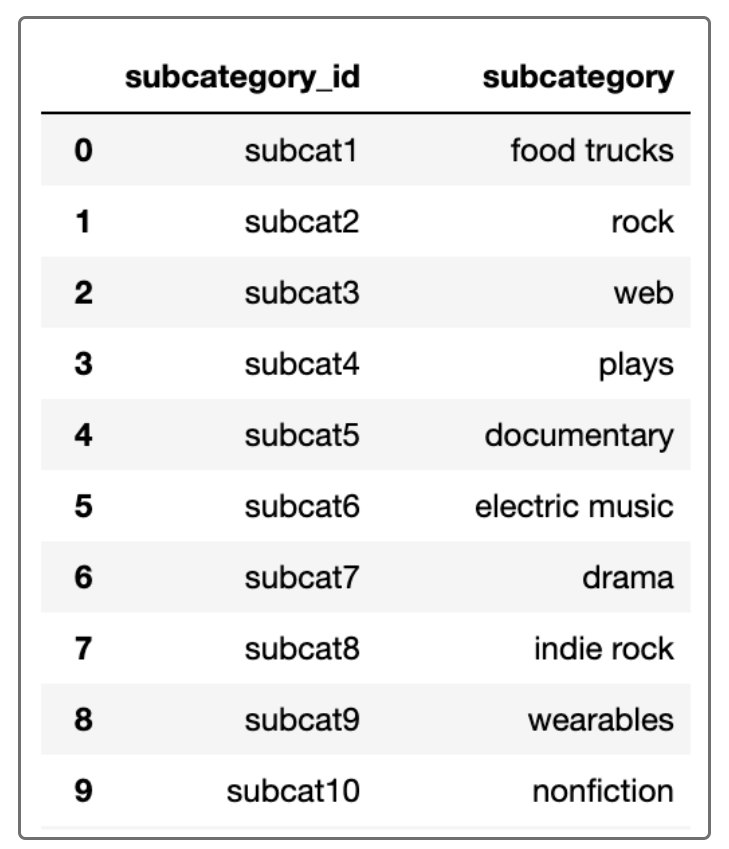 subcategory_id subcategory
0 subcat1 food trucks
1 subcat2 rock
2 subcat3 web
3 subcat4 plays
4 subcat5 documentary
5 subcat6 electric music
6 subcat7 drama
7 subcat8 indie rock
8 subcat9 wearables
9 subcat10 nonfiction